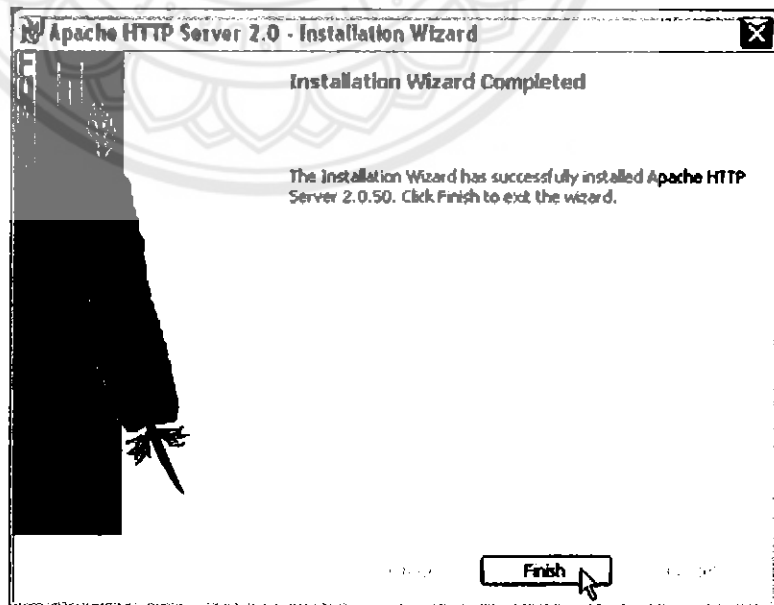 Apache HTTP Server 2.0 - Installation Wizard
Installation Wizard Completed
The Installation Wizard has successfully installed Apache HTTP
Server 2.0.50. Click Finish to exit the wizard.
Finish